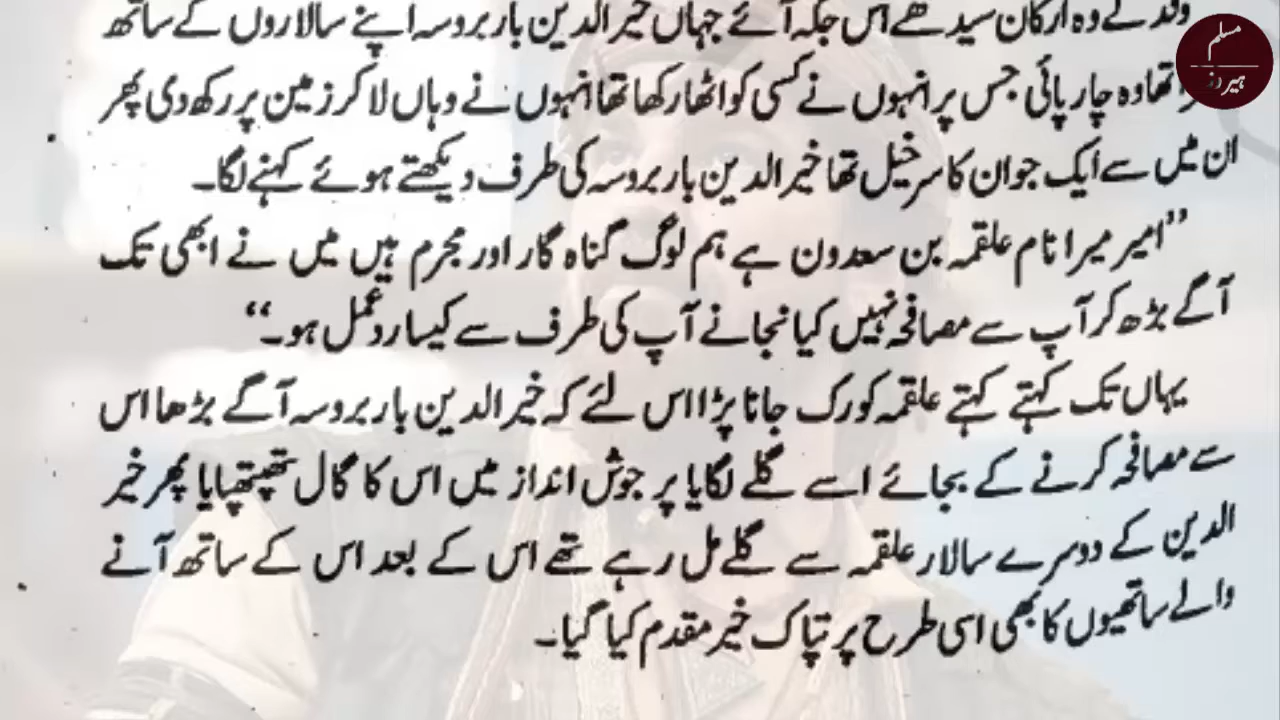 وفد کے وہ ارکان سیدھے اس جگہ آئے جہاں خیر الدین باربروسہ اپنے سالاروں کے ساتھ
تھا وہ چارپائی جس پر انہوں نے کسی کو اٹھا رکھا تھا انہوں نے وہاں لا کر زمین پر رکھ دی پھر
ان میں سے ایک جوان کا سرخیل تھا خیر الدین باربروسہ کی طرف دیکھتے ہوئے کہنے لگا۔
”امیر میرا نام علقمہ بن سعدون ہے ہم لوگ گناہ گار اور مجرم ہیں میں نے ابھی تک
آگے بڑھ کر آپ سے مصافحہ نہیں کیا نجانے آپ کی طرف سے کیسا ردعمل ہو۔“
یہاں تک کہتے کہتے علقمہ کو رک جانا پڑا اس لئے کہ خیر الدین باربروسہ آگے بڑھا اس
سے مصافحہ کرنے کے بجائے اسے گلے لگایا پر جوش انداز میں اس کا گال تھپتھپایا پھر خیر
الدین کے دوسرے سالار علقمہ سے گلے مل رہے تھے اس کے بعد اس کے ساتھ آنے
والے ساتھیوں کا بھی اسی طرح پر تپاک خیر مقدم کیا گیا۔
مسلم
ہیروز